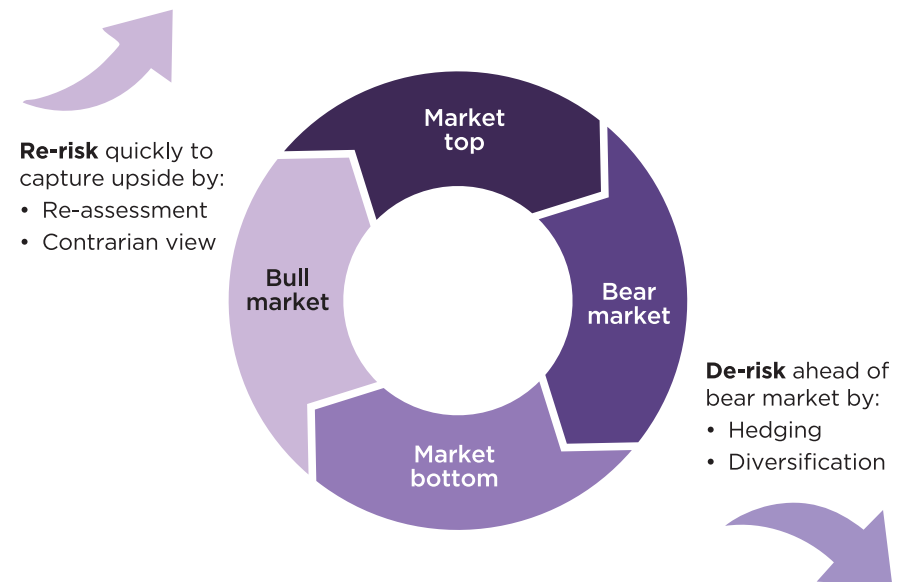 Market
top
Re-risk quickly to
capture upside by:
• Re-assessment
• Contrarian view
Bull
market
Bear
market
De-risk ahead of
bear market by:
• Hedging
• Diversification
Market
bottom